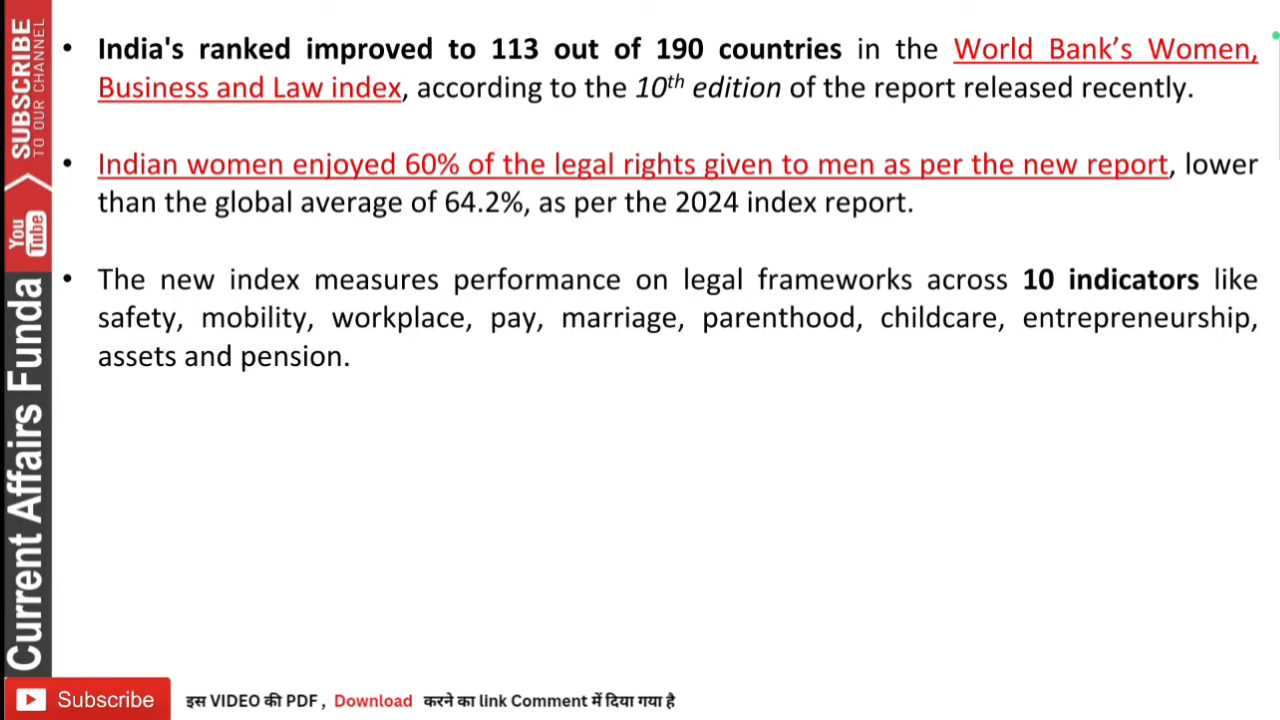 • India's ranked improved to 113 out of 190 countries in the World Bank’s Women,
Business and Law index, according to the 10th edition of the report released recently.
• Indian women enjoyed 60% of the legal rights given to men as per the new report, lower
than the global average of 64.2%, as per the 2024 index report.
• The new index measures performance on legal frameworks across 10 indicators like
safety, mobility, workplace, pay, marriage, parenthood, childcare, entrepreneurship,
assets and pension.
SUBSCRIBE
TO OUR CHANNEL
You
Tube
Current Affairs Funda
Subscribe
इस VIDEO की PDF , Download करने का link Comment में दिया गया है